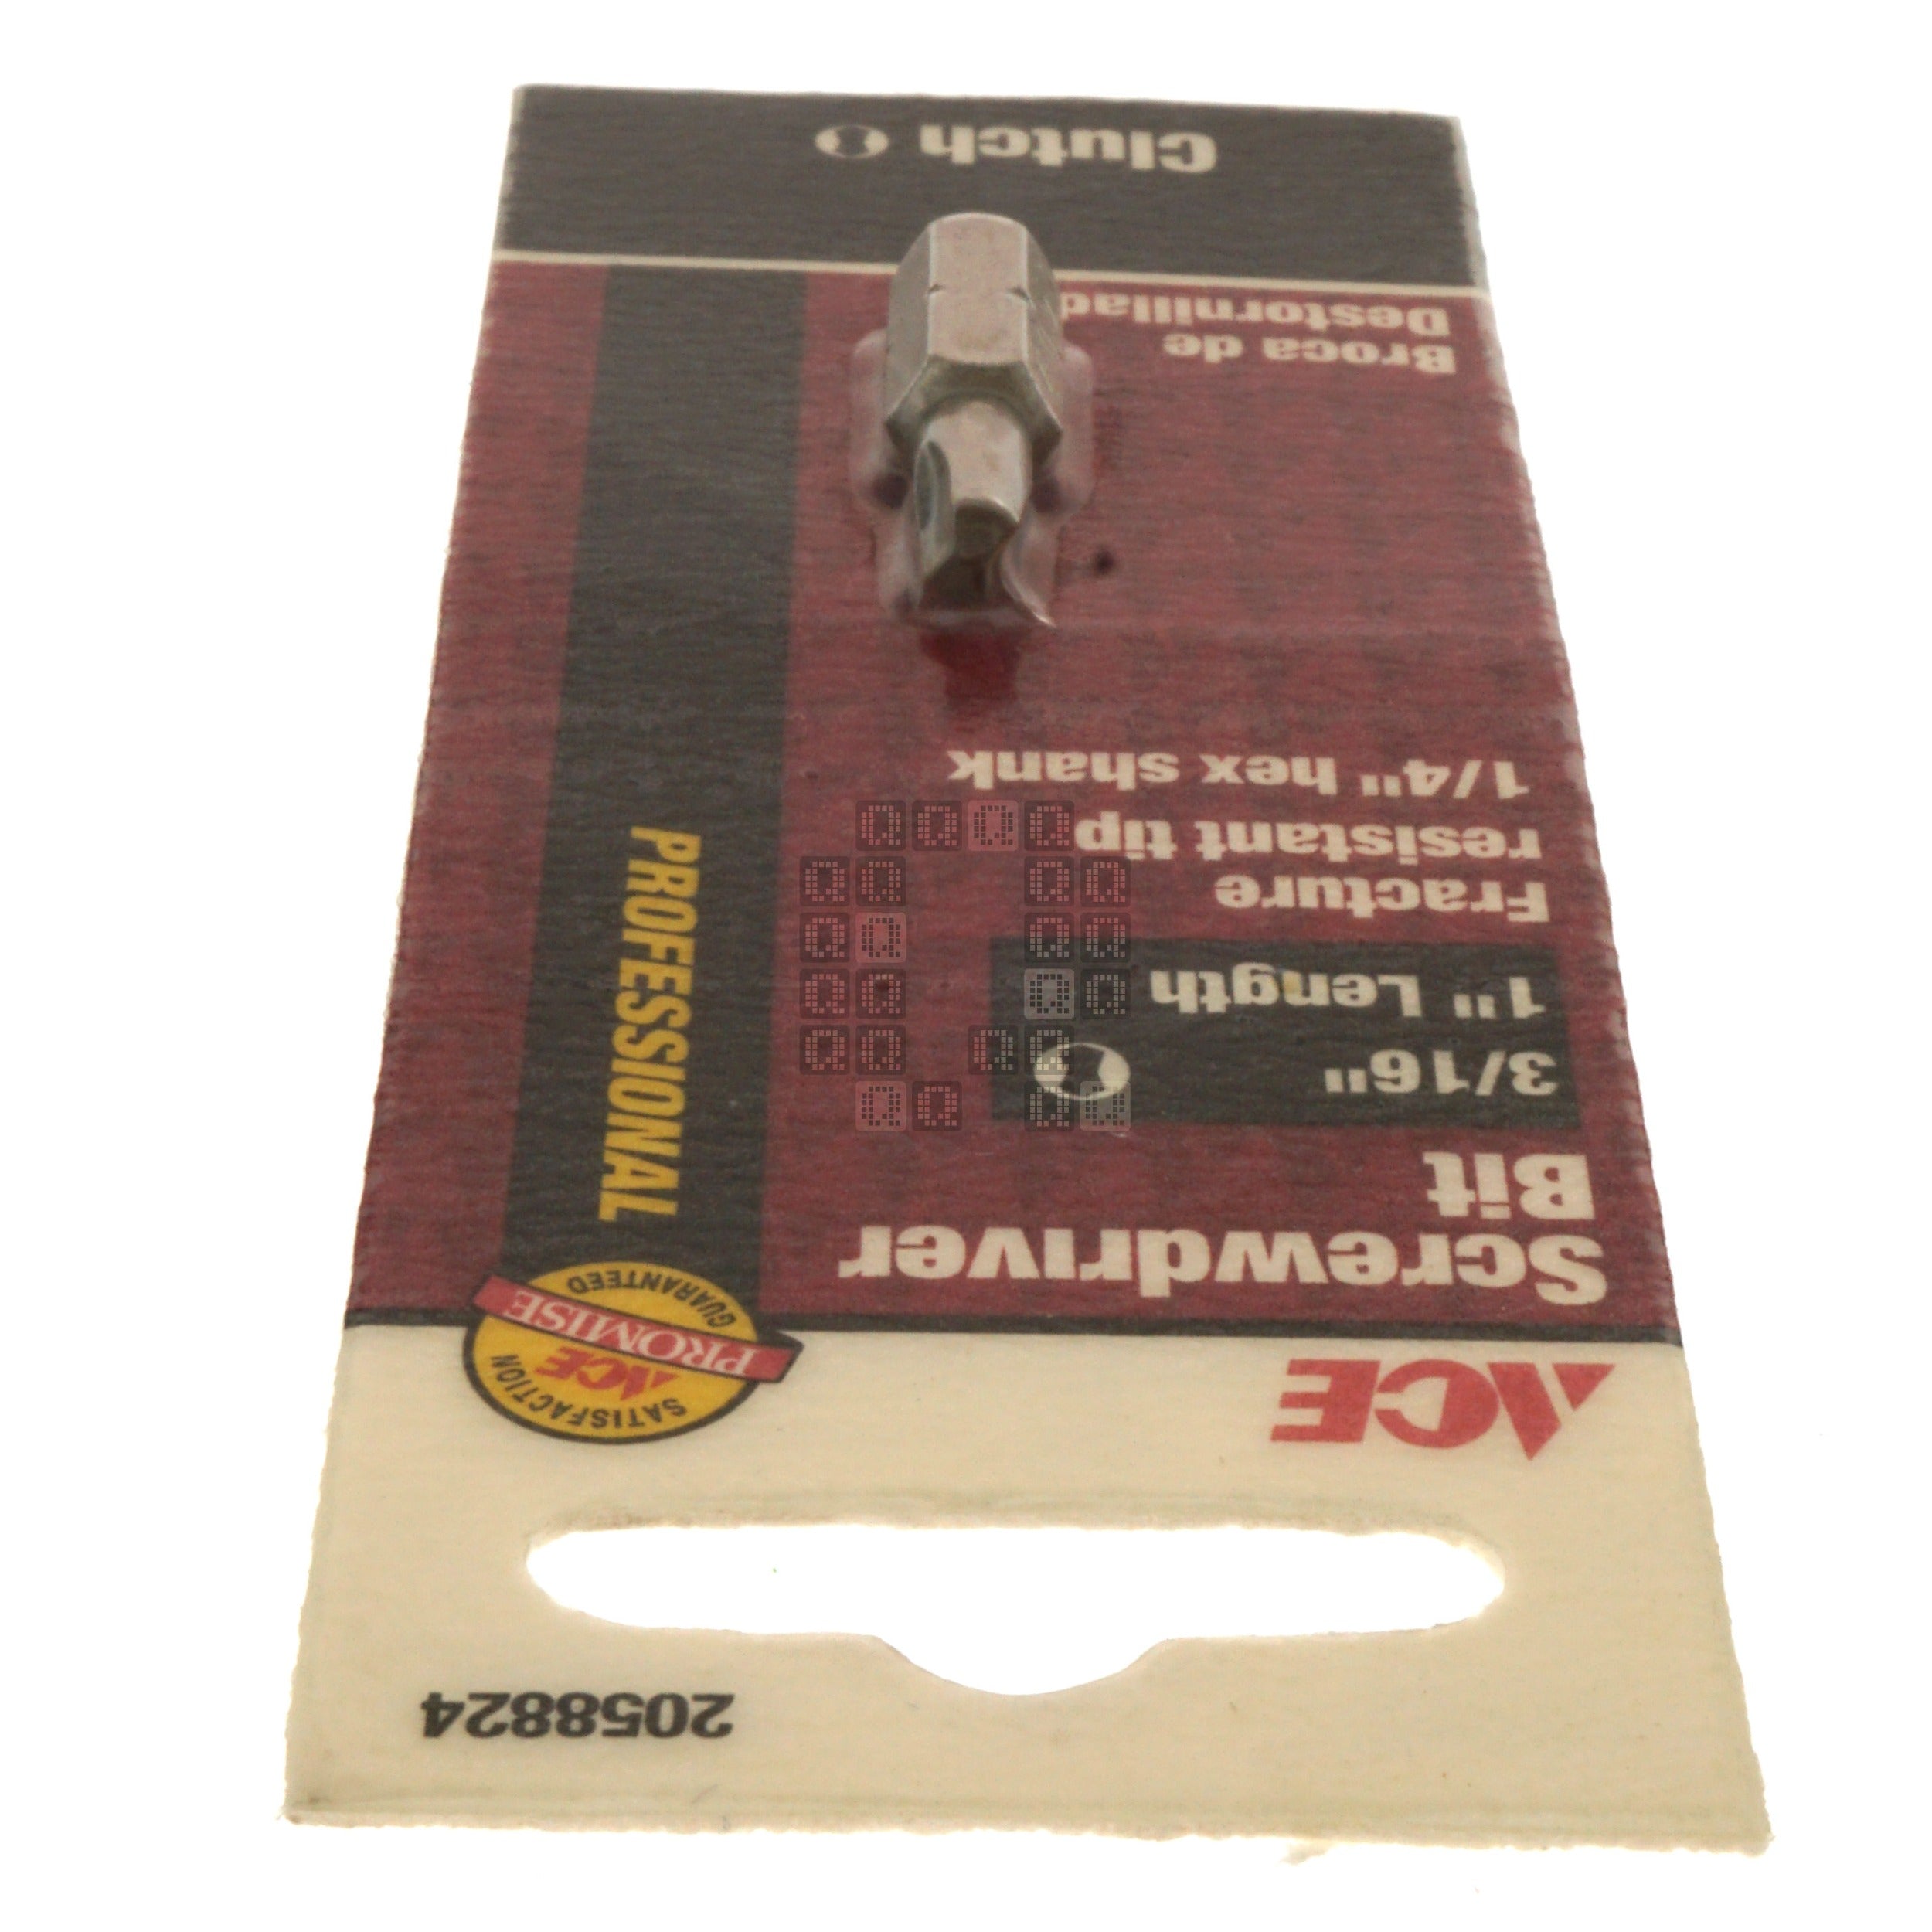 2058824
ACE
SATISFACTION
ACE
PROMISE
GUARANTEED
Screwdriver
Bit
3/16"
1" Length
Fracture
resistant tip
1/4" hex shank
PROFESSIONAL
Broca de
Clutch